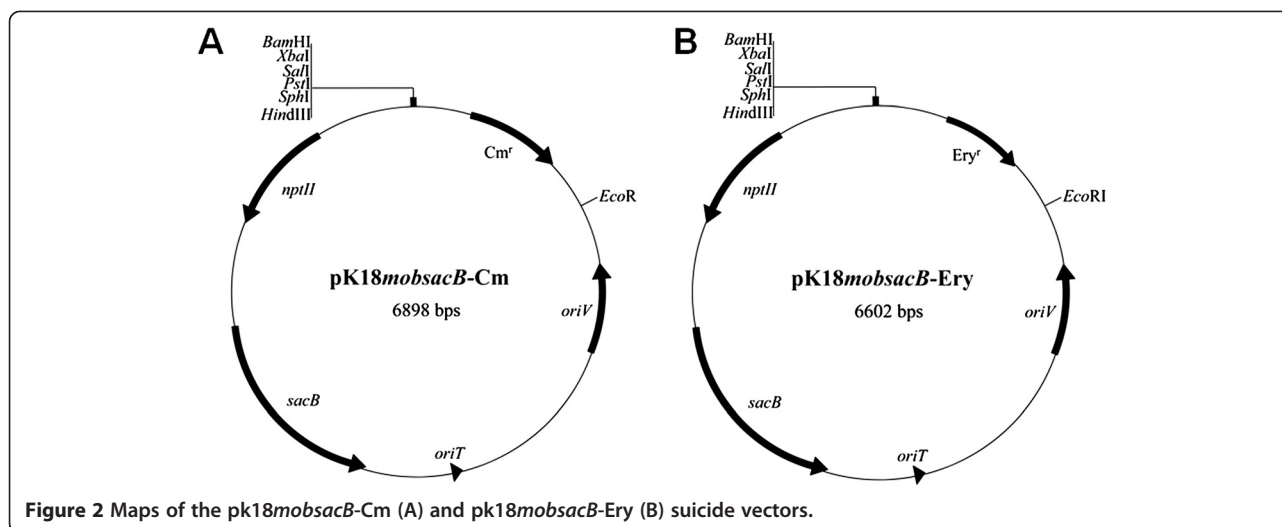 A
BamHI
XbaI
SalI
PstI
SphI
HindIII
Cmʳ
EcoR
nptII
pK18mobsacB-Cm
6898 bps
oriV
sacB
oriT
B
BamHI
XbaI
SalI
PstI
SphI
HindIII
Eryʳ
EcoRI
nptII
pK18mobsacB-Ery
6602 bps
oriV
sacB
oriT
Figure 2 Maps of the pk18mobsacB-Cm (A) and pk18mobsacB-Ery (B) suicide vectors.